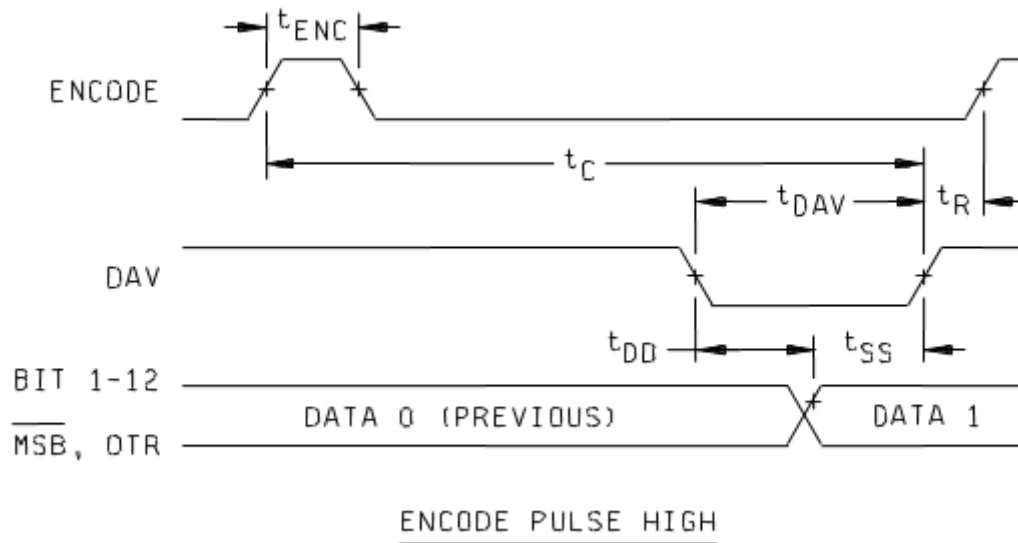 tENC
ENCODE
tC
tDAV
tR
DAV
tDD
tSS
BIT 1-12
DATA 0 (PREVIOUS)
DATA 1
MSB, OTR
ENCODE PULSE HIGH